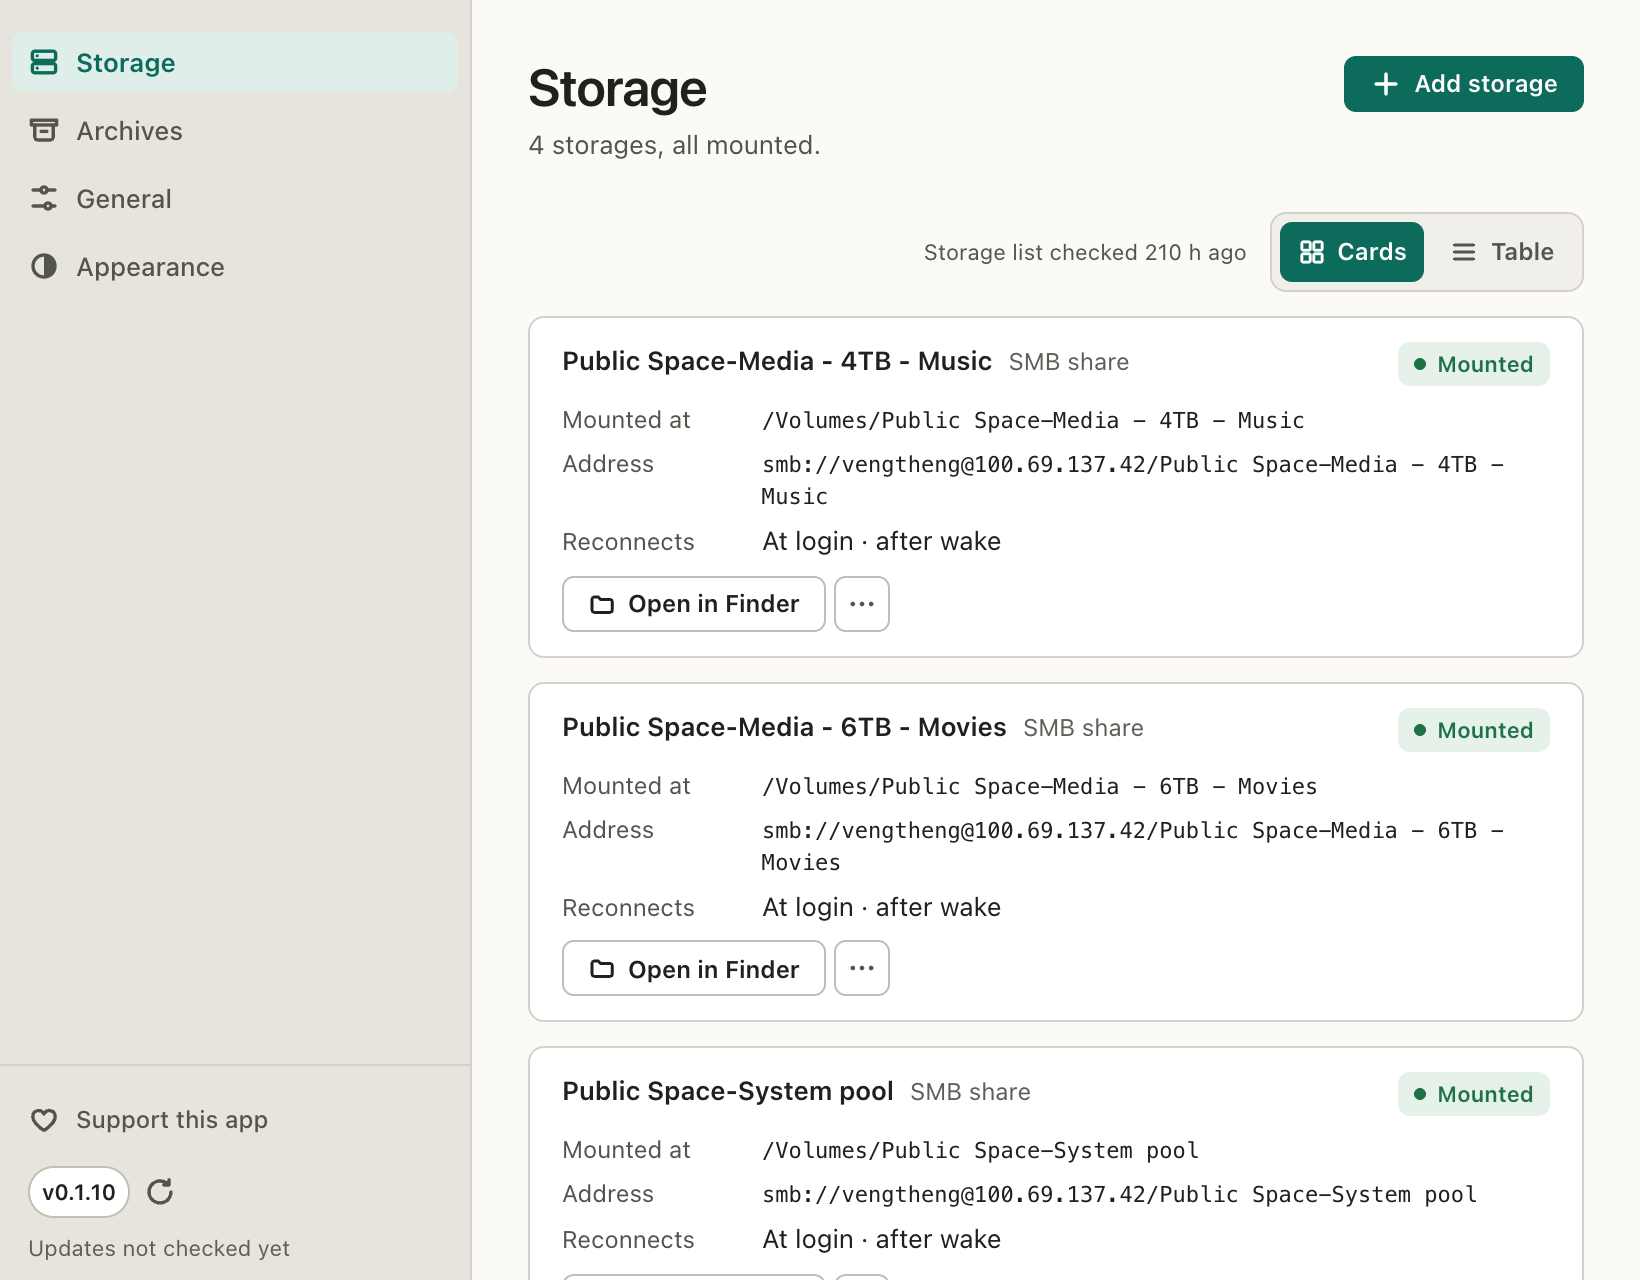 Storage
Archives
General
Appearance
Support this app
v0.1.10
Updates not checked yet
Storage
4 storages, all mounted.
Add storage
Storage list checked 210 h ago
Cards
Table
Public Space-Media - 4TB - Music SMB share
Mounted
Mounted at /Volumes/Public Space-Media - 4TB - Music
Address smb://vengtheng@100.69.137.42/Public Space-Media - 4TB -
Music
Reconnects At login · after wake
Open in Finder
Public Space-Media - 6TB - Movies SMB share
Mounted
Mounted at /Volumes/Public Space-Media - 6TB - Movies
Address smb://vengtheng@100.69.137.42/Public Space-Media - 6TB -
Movies
Reconnects At login · after wake
Open in Finder
Public Space-System pool SMB share
Mounted
Mounted at /Volumes/Public Space-System pool
Address smb://vengtheng@100.69.137.42/Public Space-System pool
Reconnects At login · after wake